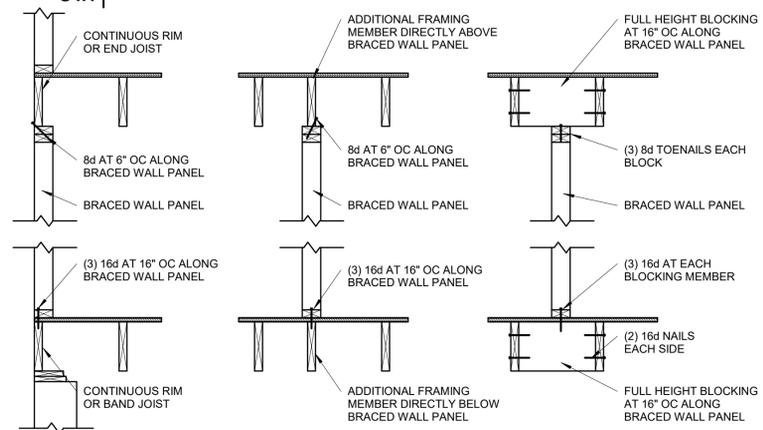 CONTINUOUS RIM
OR END JOIST
8d AT 6" OC ALONG
BRACED WALL PANEL
BRACED WALL PANEL
ADDITIONAL FRAMING
MEMBER DIRECTLY ABOVE
BRACED WALL PANEL
8d AT 6" OC ALONG
BRACED WALL PANEL
BRACED WALL PANEL
FULL HEIGHT BLOCKING
AT 16" OC ALONG
BRACED WALL PANEL
(3) 8d TOENAILS EACH
BLOCK
BRACED WALL PANEL
(3) 16d AT 16" OC ALONG
BRACED WALL PANEL
CONTINUOUS RIM
OR BAND JOIST
(3) 16d AT 16" OC ALONG
BRACED WALL PANEL
ADDITIONAL FRAMING
MEMBER DIRECTLY BELOW
BRACED WALL PANEL
(3) 16d AT EACH
BLOCKING MEMBER
(2) 16d NAILS
EACH SIDE
FULL HEIGHT BLOCKING
AT 16" OC ALONG
BRACED WALL PANEL